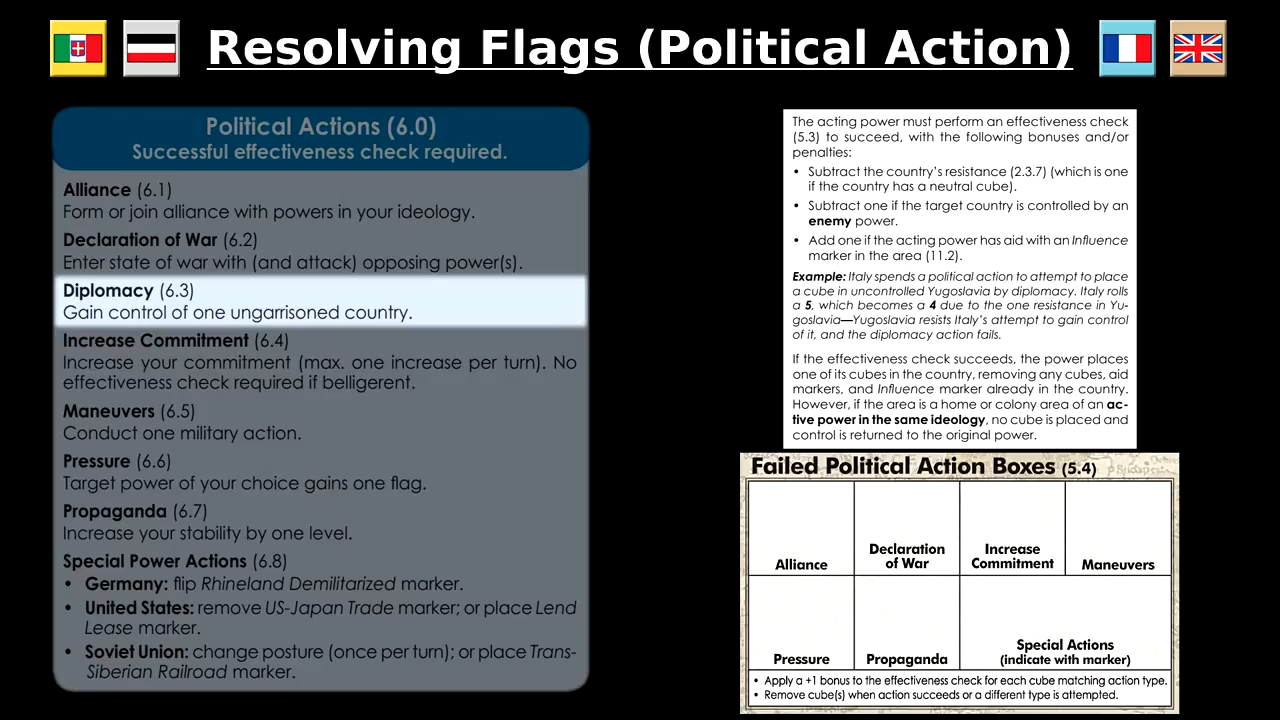 Resolving Flags (Political Action)
Political Actions (6.0)
Successful effectiveness check required.
Alliance (6.1)
Form or join alliance with powers in your ideology.
Declaration of War (6.2)
Enter state of war with (and attack) opposing power(s).
Diplomacy (6.3)
Gain control of one ungarrisoned country.
Increase Commitment (6.4)
Increase your commitment (max. one increase per turn). No
effectiveness check required if belligerent.
Maneuvers (6.5)
Conduct one military action.
Pressure (6.6)
Target power of your choice gains one flag.
Propaganda (6.7)
Increase your stability by one level.
Special Power Actions (6.8)
• Germany: flip Rhineland Demilitarized marker.
• United States: remove US-Japan Trade marker; or place Lend
Lease marker.
• Soviet Union: change posture (once per turn); or place Trans-
Siberian Railroad marker.
The acting power must perform an effectiveness check
(5.3) to succeed, with the following bonuses and/or
penalties:
• Subtract the country's resistance (2.3.7) (which is one
if the country has a neutral cube).
• Subtract one if the target country is controlled by an
enemy power.
• Add one if the acting power has aid with an Influence
marker in the area (11.2).
Example: Italy spends a political action to attempt to place
a cube in uncontrolled Yugoslavia by diplomacy. Italy rolls
a 5, which becomes a 4 due to the one resistance in Yu-
goslavia—Yugoslavia resists Italy's attempt to gain control
of it, and the diplomacy action fails.
If the effectiveness check succeeds, the power places
one of its cubes in the country, removing any cubes, aid
markers, and Influence marker already in the country.
However, if the area is a home or colony area of an ac-
tive power in the same ideology, no cube is placed and
control is returned to the original power.
Failed Political Action Boxes (5.4)
Alliance
Declaration
of War
Increase
Commitment
Maneuvers
Pressure
Propaganda
Special Actions
(indicate with marker)
• Apply a +1 bonus to the effectiveness check for each cube matching action type.
• Remove cube(s) when action succeeds or a different type is attempted.